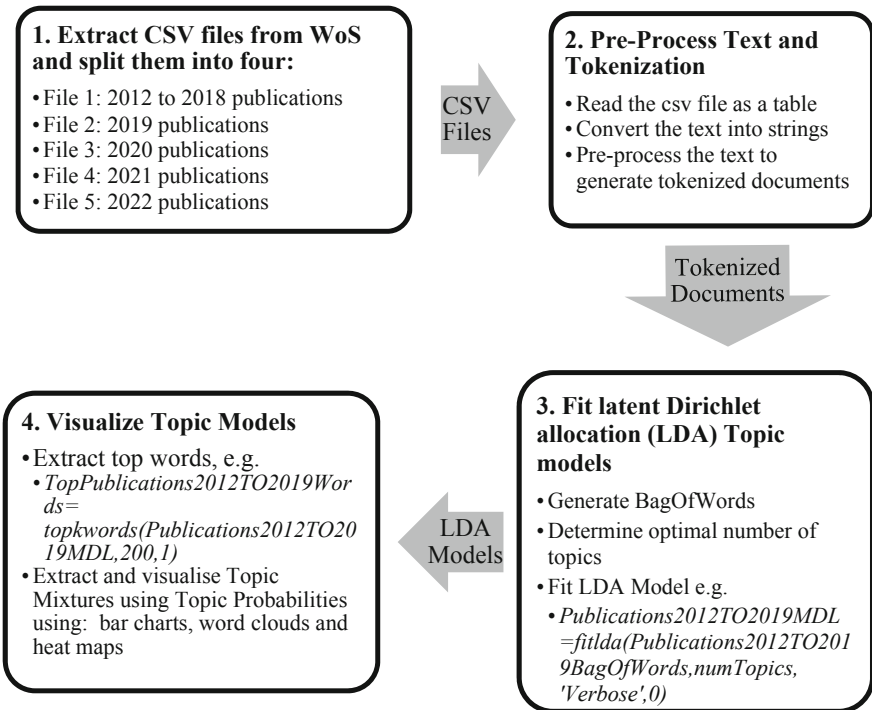 1. Extract CSV files from WoS
and split them into four:
• File 1: 2012 to 2018 publications
• File 2: 2019 publications
• File 3: 2020 publications
• File 4: 2021 publications
• File 5: 2022 publications
CSV
Files
2. Pre-Process Text and
Tokenization
• Read the csv file as a table
• Convert the text into strings
• Pre-process the text to
generate tokenized documents
Tokenized
Documents
3. Fit latent Dirichlet
allocation (LDA) Topic
models
• Generate BagOfWords
• Determine optimal number of
topics
• Fit LDA Model e.g.
• Publications2012TO2019MDL
=fitlda(Publications2012TO201
9BagOfWords,numTopics,
'Verbose',0)
LDA
Models
4. Visualize Topic Models
• Extract top words, e.g.
• TopPublications2012TO2019Wor
ds=
topkwords(Publications2012TO2
019MDL,200,1)
• Extract and visualise Topic
Mixtures using Topic Probabilities
using: bar charts, word clouds and
heat maps